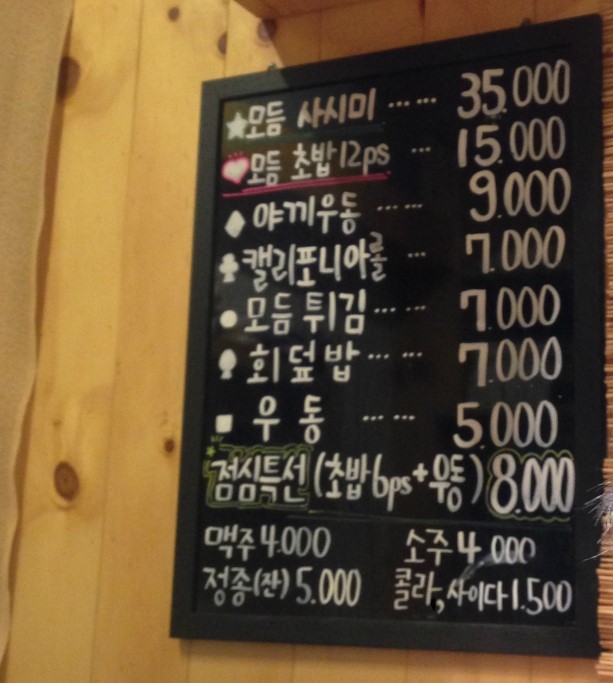 ★모듬 사시미 ...... 35.000
♥모듬 초밥 12ps ... 15.000
♦야끼우동 ...... 9.000
♣캘리포니아롤 ... 7.000
●모듬튀김 ...... 7.000
♠회덮밥 ...... 7.000
■우동 ...... 5.000
점심특선 (초밥 6ps+우동) 8.000
맥주 4.000 소주 4.000
정종(잔) 5.000 콜라,사이다 1.500